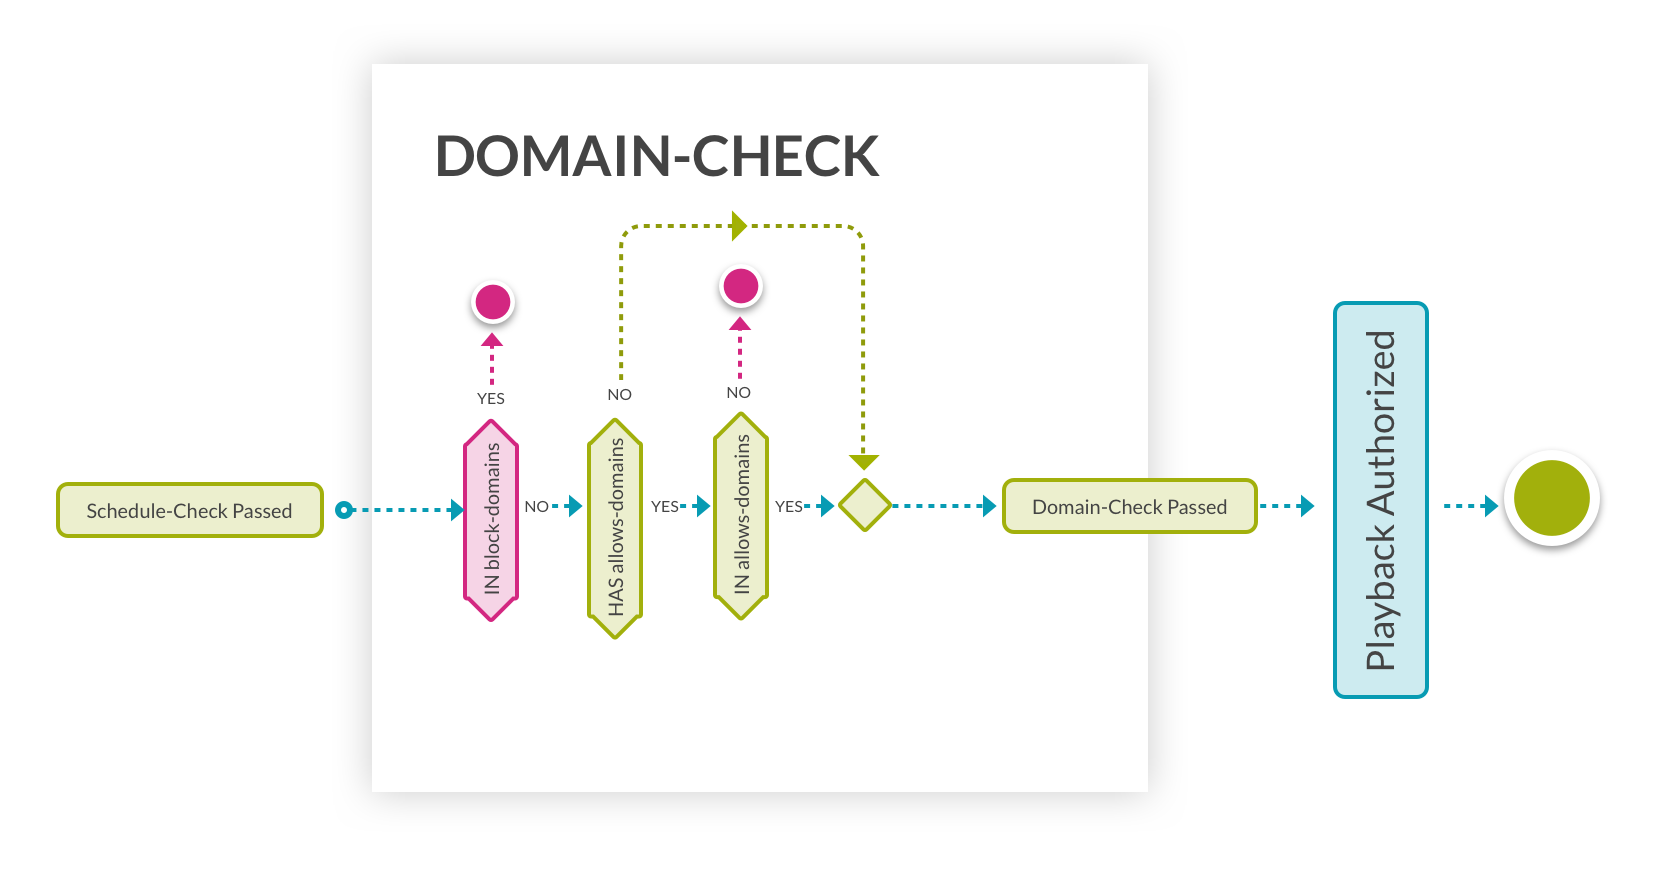 DOMAIN-CHECK
YES
NO
NO
Schedule-Check Passed
IN block-domains
NO
HAS allows-domains
YES
IN allows-domains
YES
Domain-Check Passed
Playback Authorized